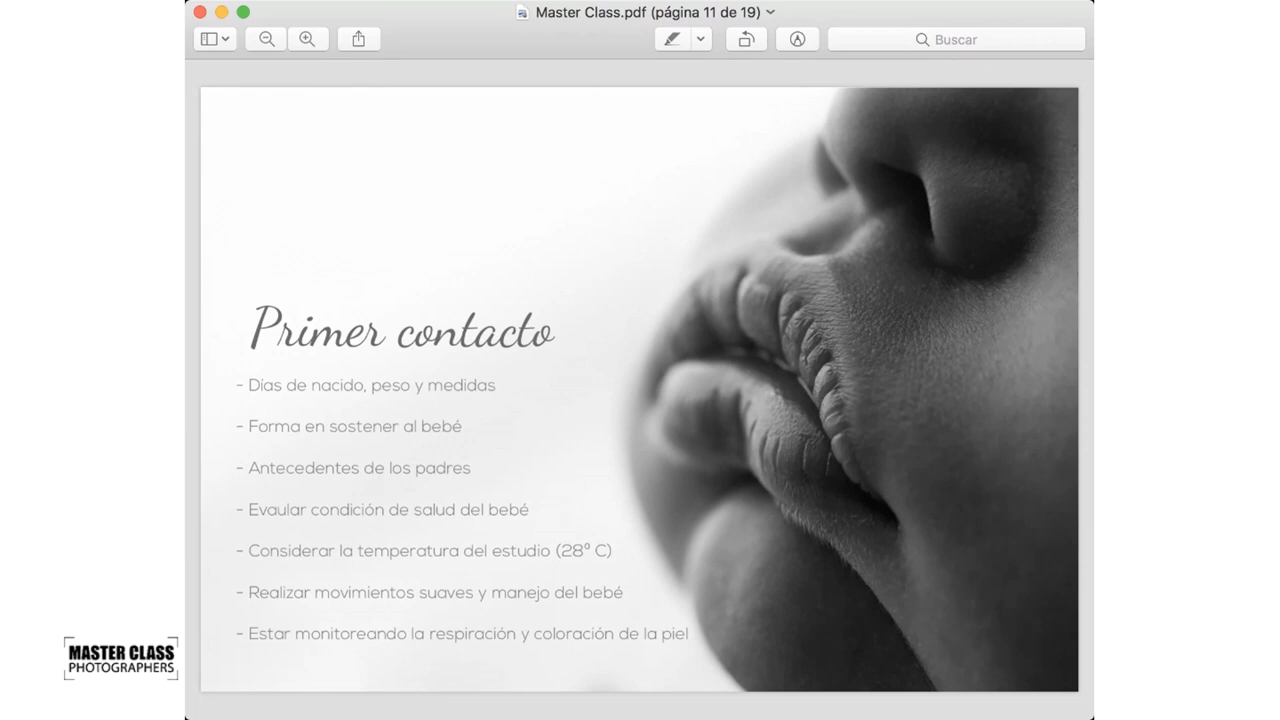 Master Class.pdf (página 11 de 19)
Buscar
Primer contacto
- Días de nacido, peso y medidas
- Forma en sostener al bebé
- Antecedentes de los padres
- Evaular condición de salud del bebé
- Considerar la temperatura del estudio (28º C)
- Realizar movimientos suaves y manejo del bebé
- Estar monitoreando la respiración y coloración de la piel
MASTER CLASS
PHOTOGRAPHERS